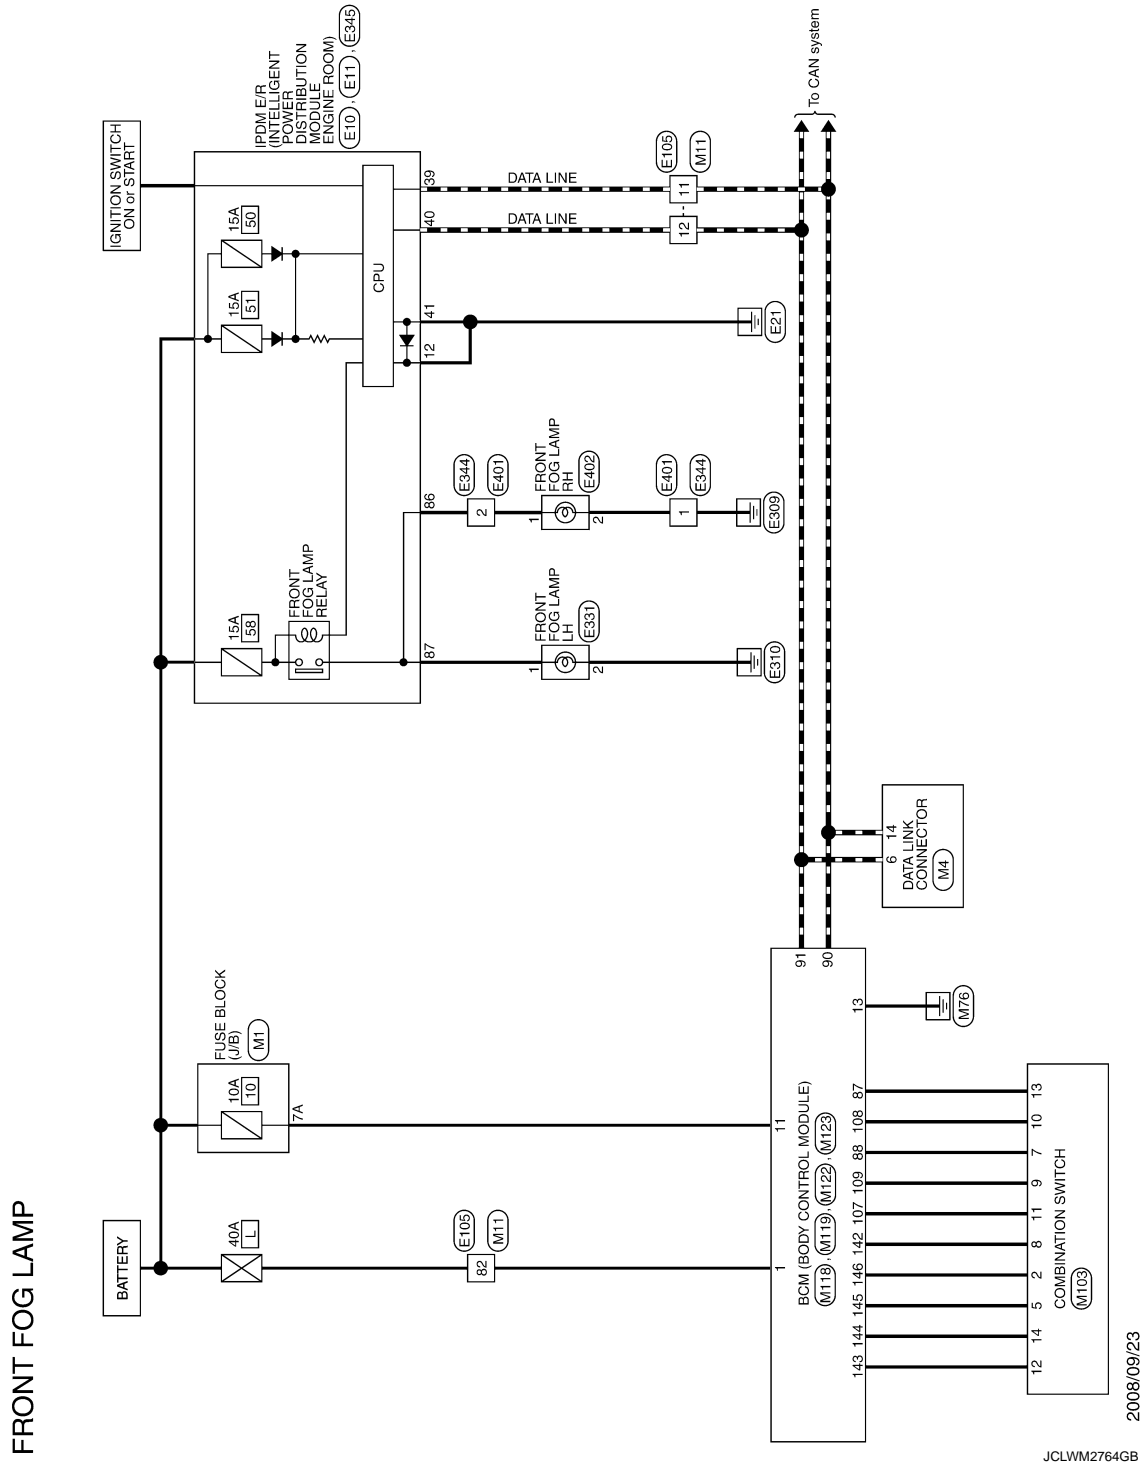 FRONT FOG LAMP
BATTERY
IGNITION SWITCH
ON or START
40A
L
FUSE BLOCK
(J/B)
M1
10A
10
7A
15A
58
FRONT
FOG LAMP
RELAY
15A
51
15A
50
CPU
IPDM E/R
(INTELLIGENT
POWER
DISTRIBUTION
MODULE
ENGINE ROOM)
E10 , E11 , E345
87
86
12
41
40
39
E105
M11
82
FRONT
FOG LAMP
LH
E331
1
2
E310
E344
E401
2
FRONT
FOG LAMP
RH
E402
1
2
E401
E344
1
E309
E21
DATA LINE
DATA LINE
E105
M11
12
11
To CAN system
1
11
91
90
BCM (BODY CONTROL MODULE)
M118 , M119 , M122 , M123
143 144 145 146 142 107 109 88 108 87 13
M76
6 14
DATA LINK
CONNECTOR
M4
12 14 5 2 8 11 9 7 10 13
COMBINATION SWITCH
M103
2008/09/23
JCLWM2764GB